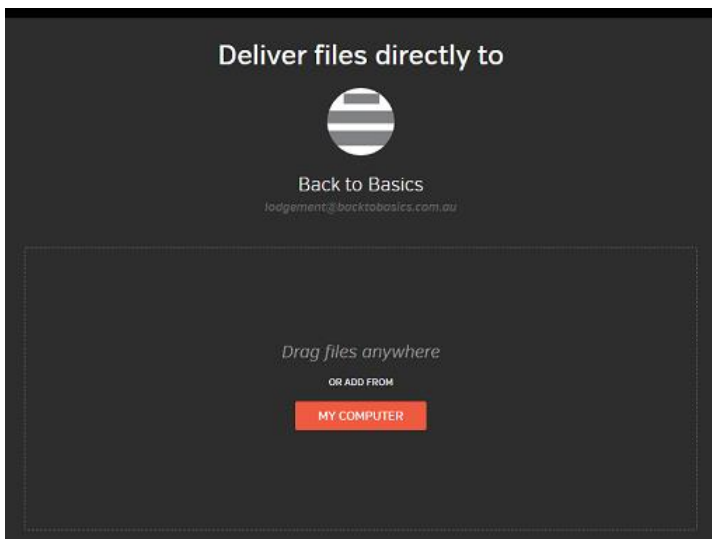 Deliver files directly to
Back to Basics
lodgement@backtobasics.com.au
Drag files anywhere
OR ADD FROM
MY COMPUTER